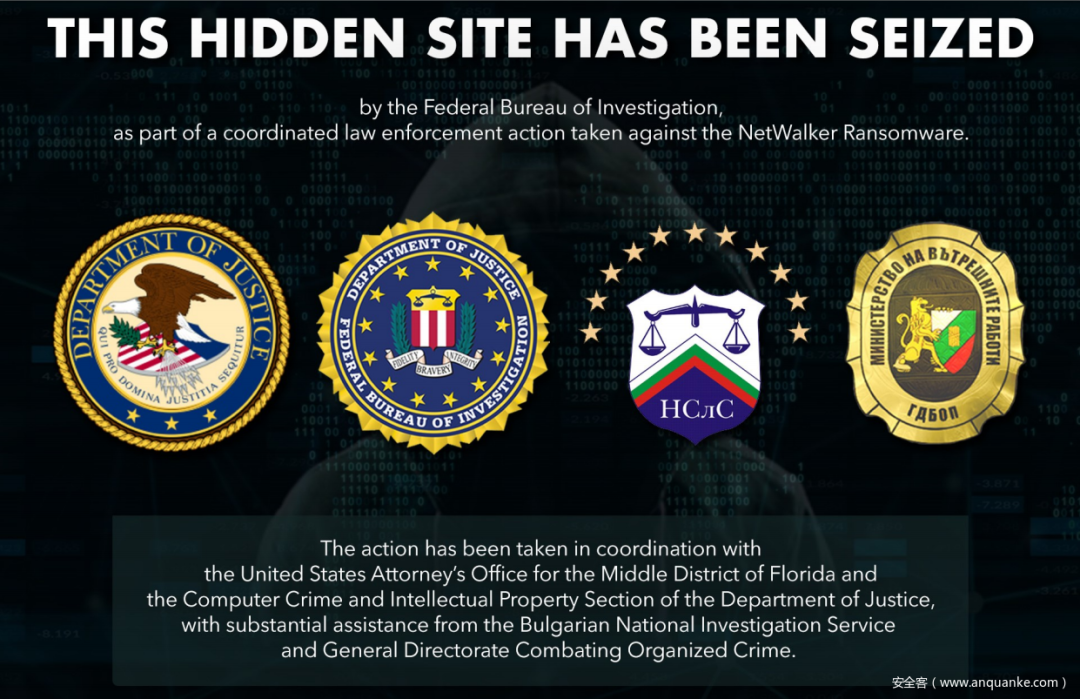 THIS HIDDEN SITE HAS BEEN SEIZED
by the Federal Bureau of Investigation,
as part of a coordinated law enforcement action taken against the NetWalker Ransomware.
DEPARTMENT OF JUSTICE
QUI PRO DOMINA JUSTITIA SEQUITUR
DEPARTMENT OF JUSTICE
FEDERAL BUREAU OF INVESTIGATION
FIDELITY
BRAVERY
INTEGRITY
НСлС
МИНИСТЕРСТВО НА ВЪТРЕШНИТЕ РАБОТИ
ГДБОП
The action has been taken in coordination with
the United States Attorney's Office for the Middle District of Florida and
the Computer Crime and Intellectual Property Section of the Department of Justice,
with substantial assistance from the Bulgarian National Investigation Service
and General Directorate Combating Organized Crime.
安全客（www.anquanke.com）